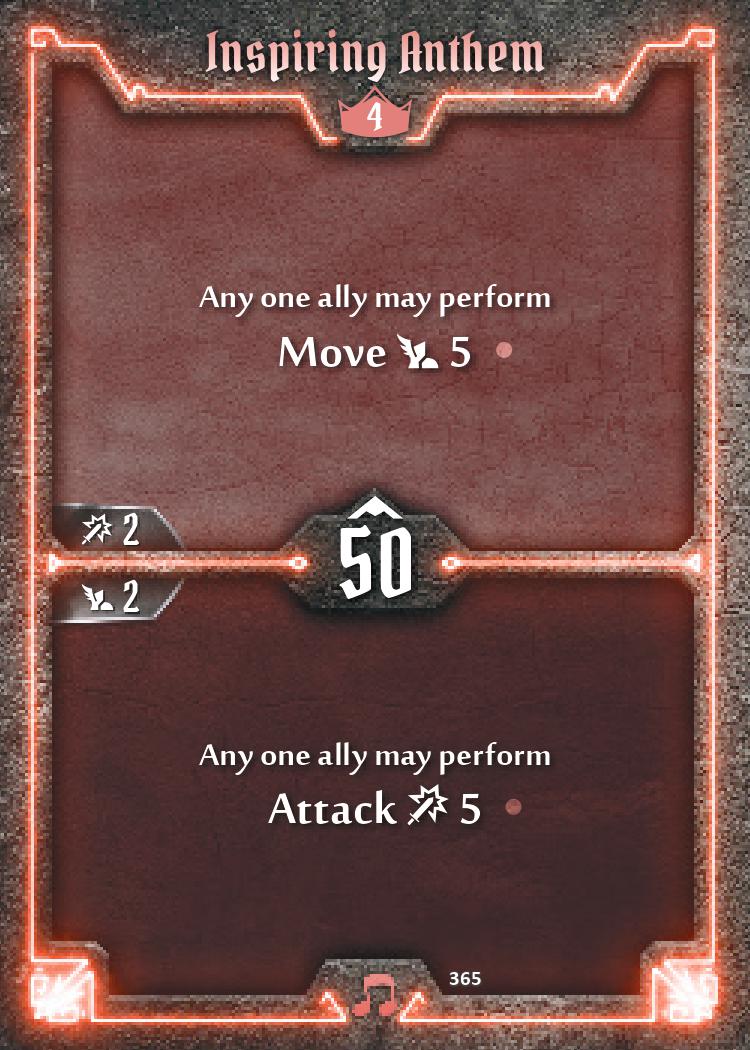 Inspiring Anthem
4
Any one ally may perform
Move 5
2
50
2
Any one ally may perform
Attack 5
365